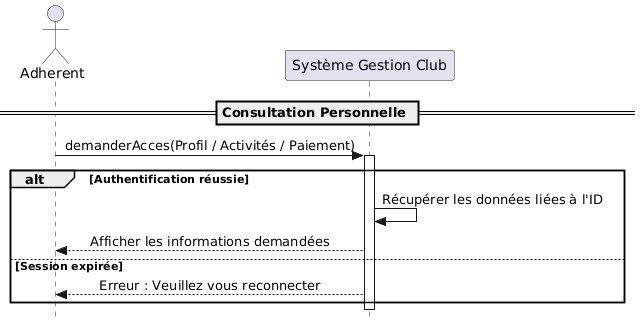 Adherent
Système Gestion Club
Consultation Personnelle
demanderAcces(Profil / Activités / Paiement)
alt [Authentification réussie]
Récupérer les données liées à l'ID
Afficher les informations demandées
[Session expirée]
Erreur : Veuillez vous reconnecter